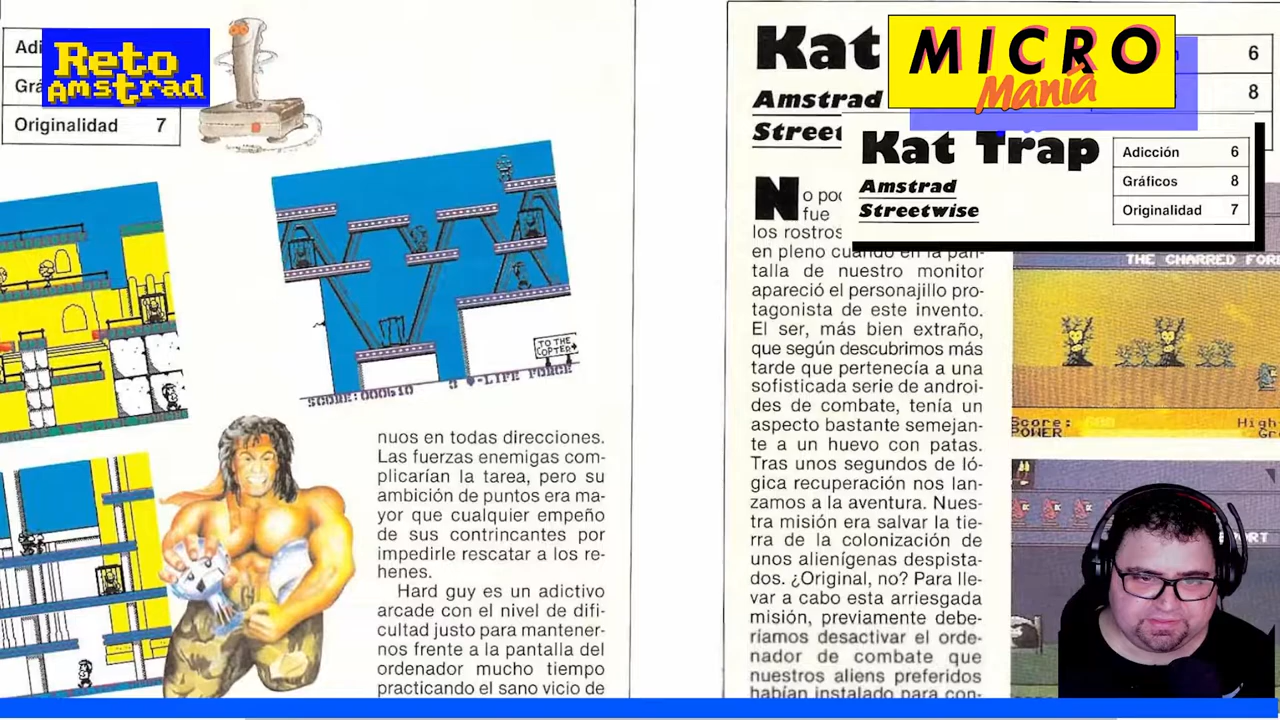 Reto
Amstrad
Originalidad 7
TO THE
COPTER
SCORE:000610
LIFE FORCE
nuos en todas direcciones.
Las fuerzas enemigas com-
plicarían la tarea, pero su
ambición de puntos era ma-
yor que cualquier empeño
de sus contrincantes por
impedirle rescatar a los re-
henes.
Hard guy es un adictivo
arcade con el nivel de difi-
cultad justo para mantener-
nos frente a la pantalla del
ordenador mucho tiempo
practicando el sano vicio de
MICRO
Manía
Kat
Amstrad
6
8
Kat Trap
Amstrad
Streetwise
Adicción 6
Gráficos 8
Originalidad 7
No
fue
los rostros
en pleno cuando en la pan-
talla de nuestro monitor
apareció el personajillo pro-
tagonista de este invento.
El ser, más bien extraño,
que según descubrimos más
tarde que pertenecía a una
sofisticada serie de androi-
des de combate, tenía un
aspecto bastante semejan-
te a un huevo con patas.
Tras unos segundos de ló-
gica recuperación nos lan-
zamos a la aventura. Nues-
tra misión era salvar la tie-
rra de la colonización de
unos alienígenas despista-
dos. ¿Original, no? Para lle-
var a cabo esta arriesgada
misión, previamente debe-
ríamos desactivar el orde-
nador de combate que
nuestros aliens preferidos
habían instalado para con-
THE CHARRED FOR
Score:
POWER
High